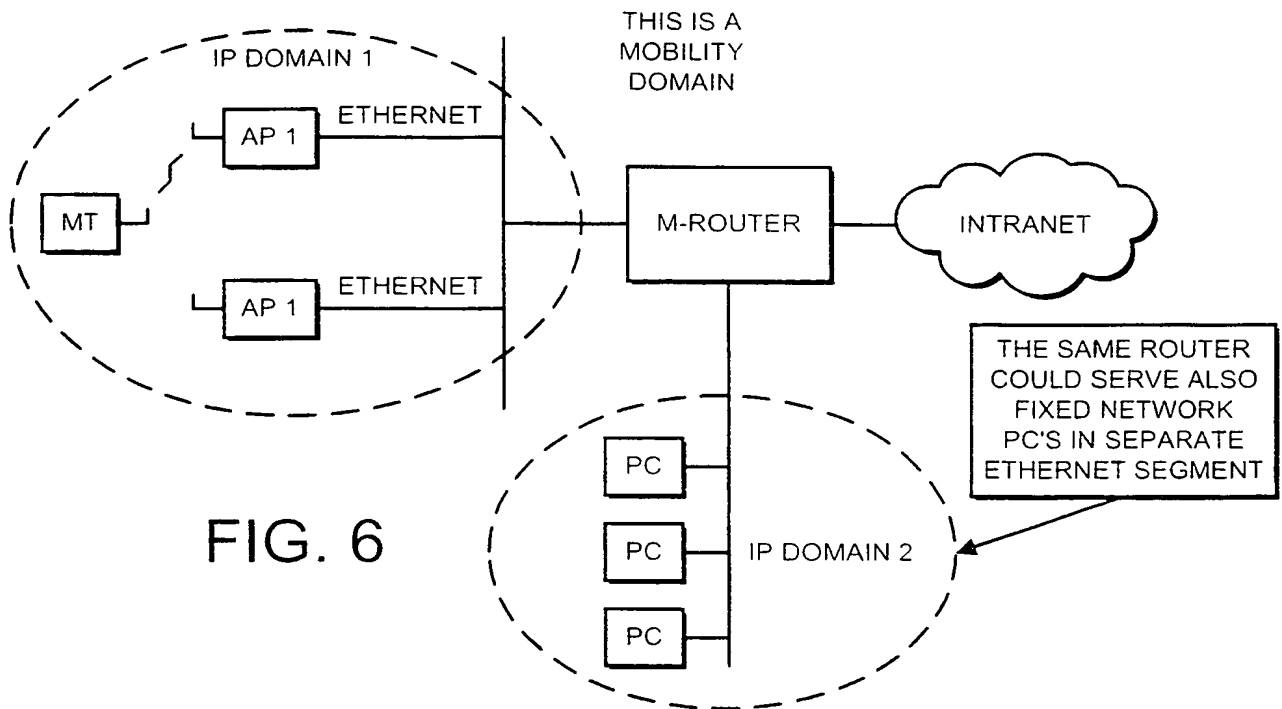 THIS IS A
MOBILITY
DOMAIN
IP DOMAIN 1
ETHERNET
AP 1
MT
M-ROUTER
INTRANET
ETHERNET
AP 1
THE SAME ROUTER
COULD SERVE ALSO
FIXED NETWORK
PC'S IN SEPARATE
ETHERNET SEGMENT
PC
PC
IP DOMAIN 2
PC
FIG. 6